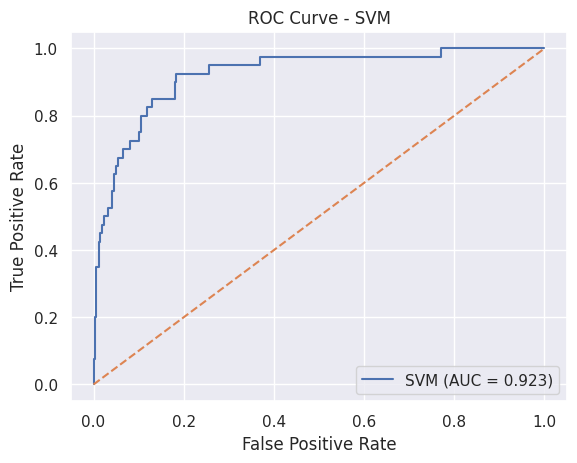 ROC Curve - SVM
True Positive Rate
1.0
0.8
0.6
0.4
0.2
0.0
SVM (AUC = 0.923)
0.0 0.2 0.4 0.6 0.8 1.0
False Positive Rate